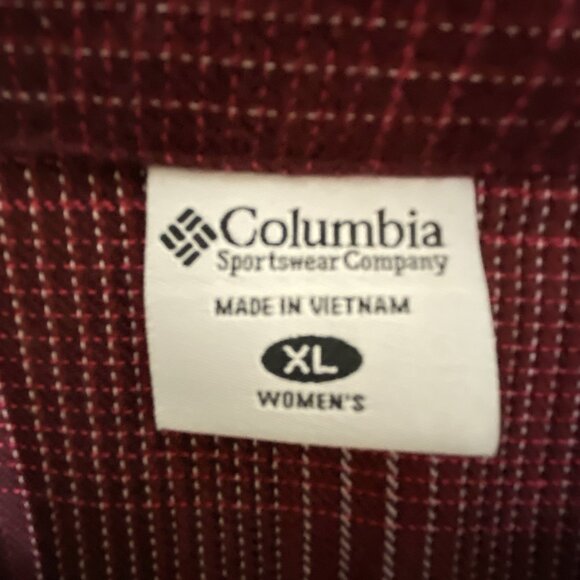 Columbia
Sportswear Company
MADE IN VIETNAM
XL
WOMEN'S